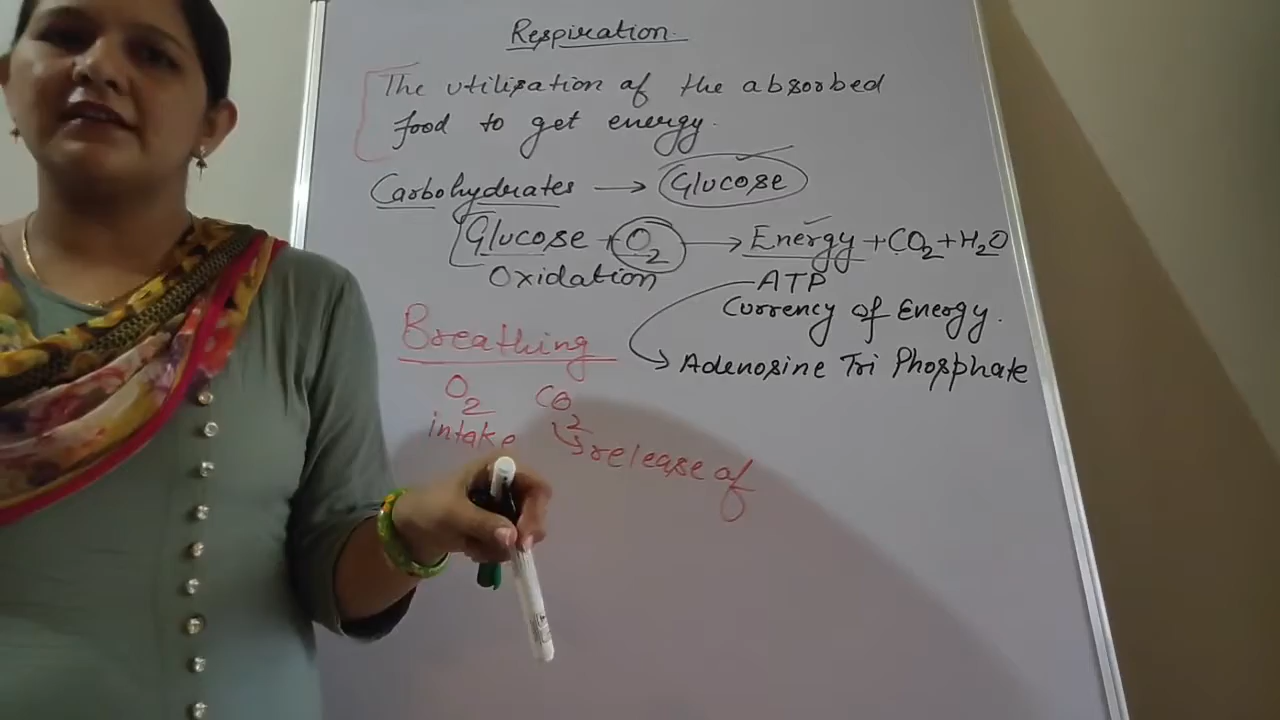 Respiration.
The utilization of the absorbed
food to get energy.
Carbohydrates → Glucose
Glucose + O2 → Energy + CO2 + H2O
Oxidation
ATP
Currency of Energy.
Adenosine Tri Phosphate
Breathing
O2 CO2
intake
release of